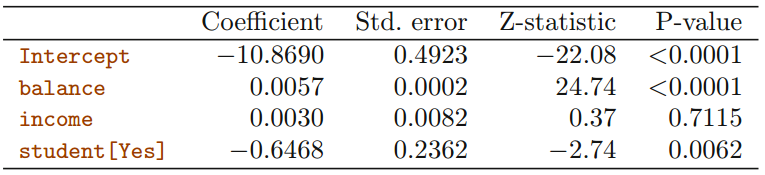 Coefficient Std. error Z-statistic P-value
Intercept −10.8690 0.4923 −22.08 <0.0001
balance 0.0057 0.0002 24.74 <0.0001
income 0.0030 0.0082 0.37 0.7115
student[Yes] −0.6468 0.2362 −2.74 0.0062